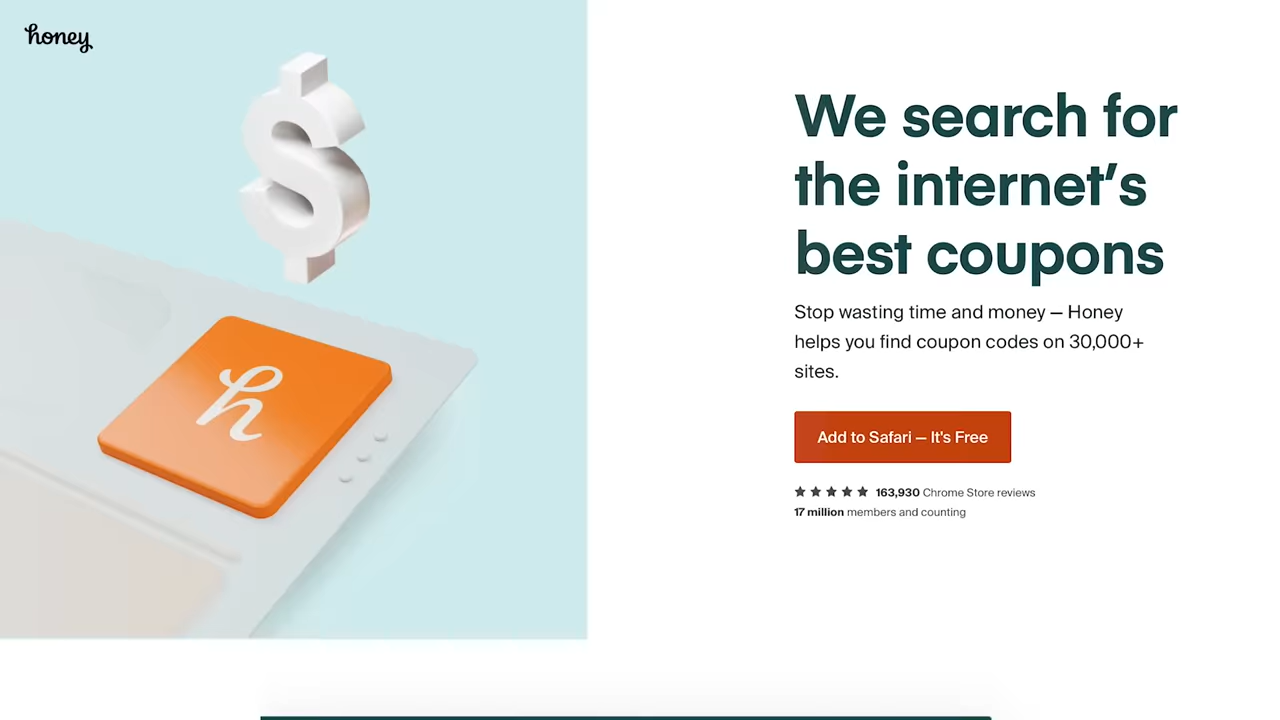 honey
We search for
the internet’s
best coupons
Stop wasting time and money — Honey
helps you find coupon codes on 30,000+
sites.
Add to Safari — It's Free
163,930 Chrome Store reviews
17 million members and counting
$
h